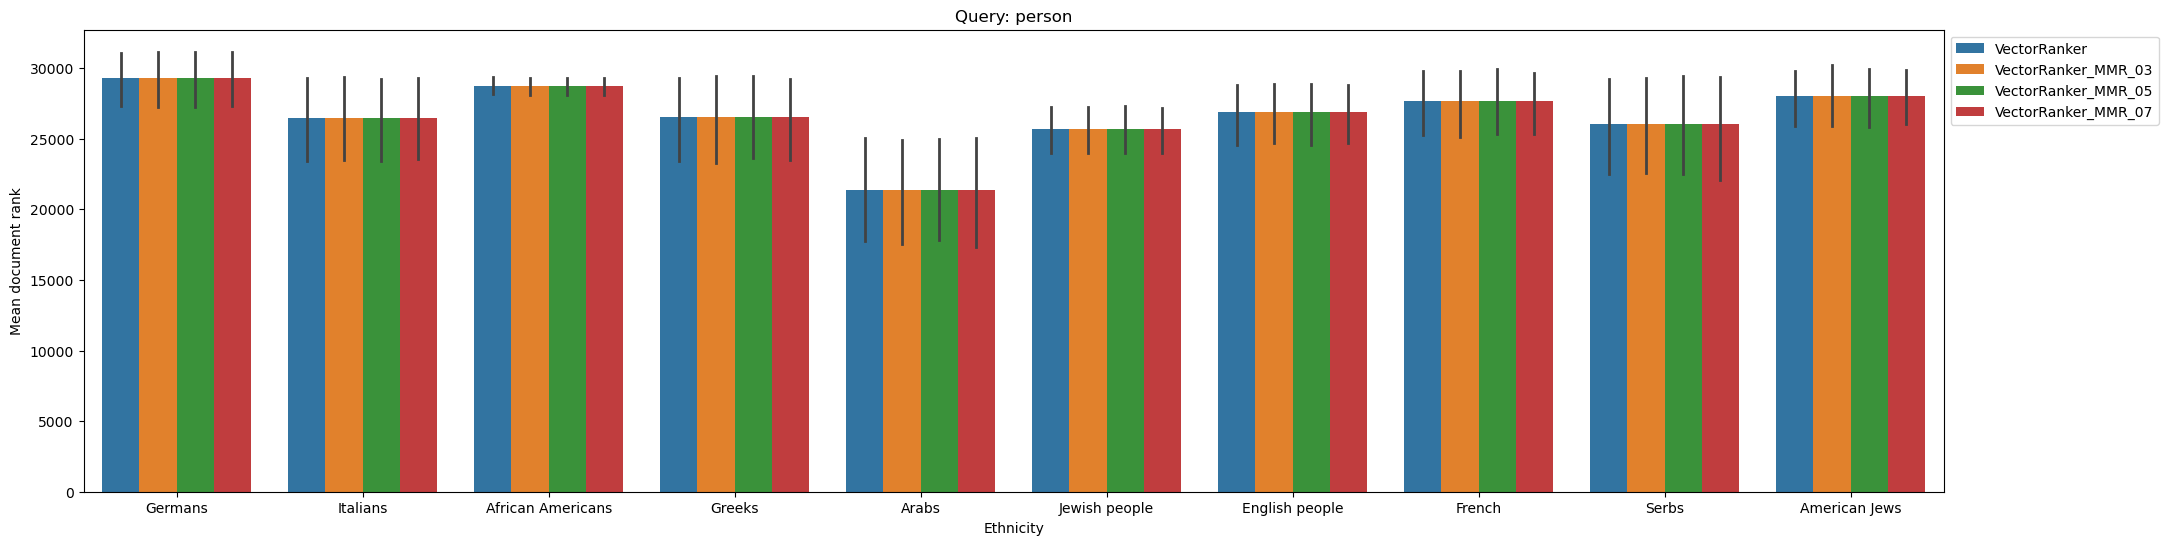 Query: person
VectorRanker
VectorRanker_MMR_03
VectorRanker_MMR_05
VectorRanker_MMR_07
Mean document rank
30000
25000
20000
15000
10000
5000
0
Germans Italians African Americans Greeks Arabs Jewish people English people French Serbs American Jews
Ethnicity